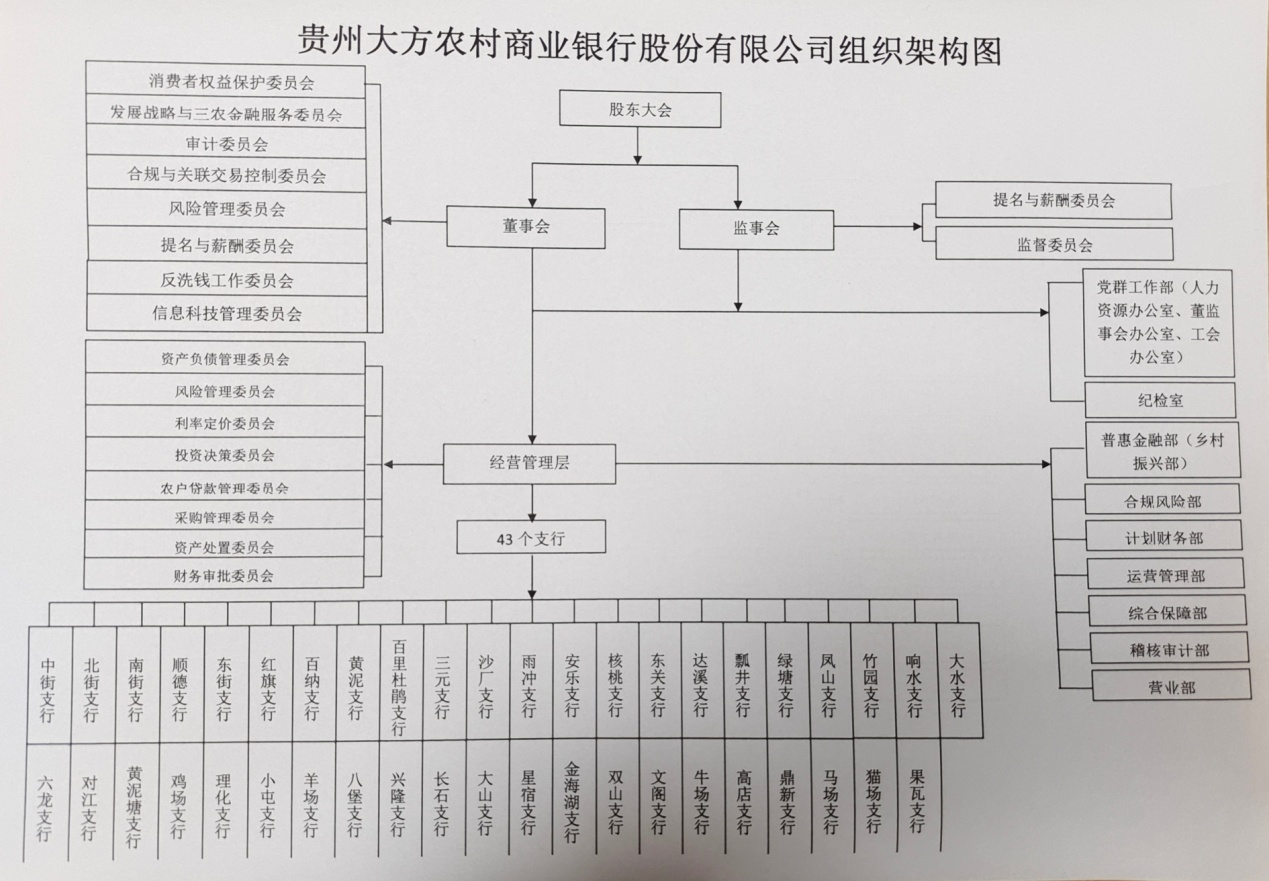 贵州大方农村商业银行股份有限公司组织架构图
消费者权益保护委员会
发展战略与三农金融服务委员会
审计委员会
合规与关联交易控制委员会
风险管理委员会
提名与薪酬委员会
反洗钱工作委员会
信息科技管理委员会
股东大会
董事会
监事会
提名与薪酬委员会
监督委员会
党群工作部（人力
资源办公室、董监
事会办公室、工会
办公室）
纪检室
资产负债管理委员会
风险管理委员会
利率定价委员会
投资决策委员会
农户贷款管理委员会
采购管理委员会
资产处置委员会
财务审批委员会
经营管理层
43 个支行
普惠金融部（乡村
振兴部）
合规风险部
计划财务部
运营管理部
综合保障部
稽核审计部
营业部
中街支行
北街支行
南街支行
顺德支行
东街支行
红旗支行
百纳支行
黄泥支行
百里杜鹃支行
三元支行
沙厂支行
雨冲支行
安乐支行
核桃支行
东关支行
达溪支行
瓢井支行
绿塘支行
凤山支行
竹园支行
响水支行
大水支行
六龙支行
对江支行
黄泥塘支行
鸡场支行
理化支行
小屯支行
羊场支行
八堡支行
兴隆支行
长石支行
大山支行
星宿支行
金海湖支行
双山支行
文阁支行
牛场支行
高店支行
鼎新支行
马场支行
猫场支行
果瓦支行